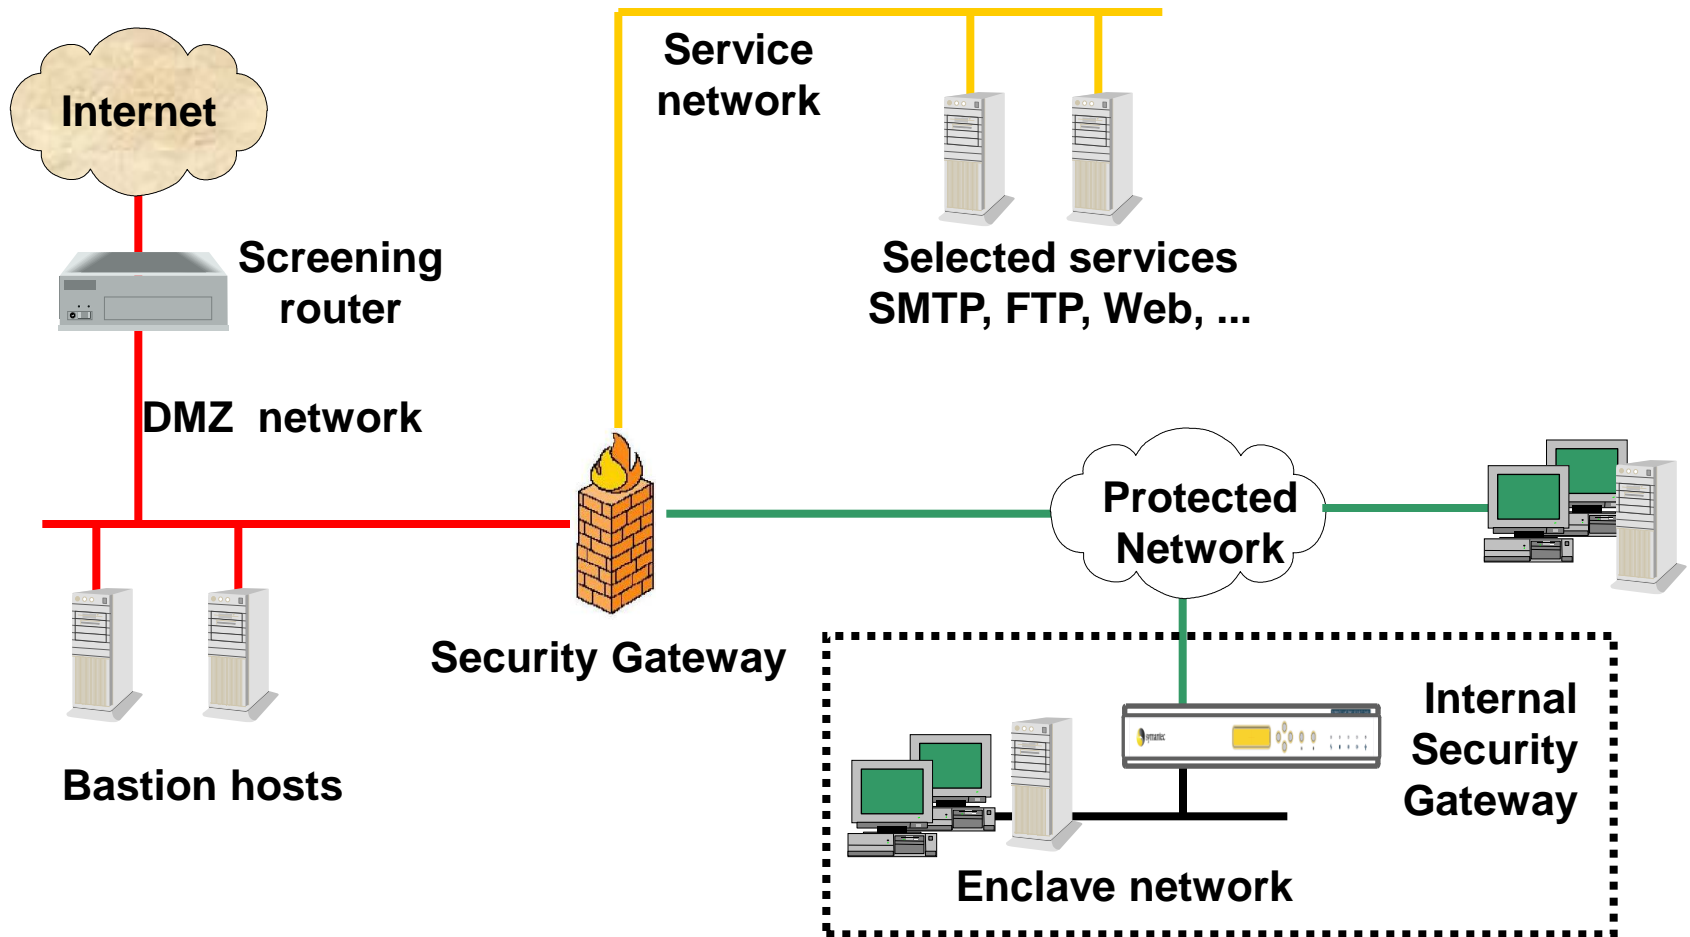 Service
network
Internet
Screening
router
Selected services
SMTP, FTP, Web, ...
DMZ network
Protected
Network
Security Gateway
Internal
Security
Gateway
symantec
Bastion hosts
Enclave network